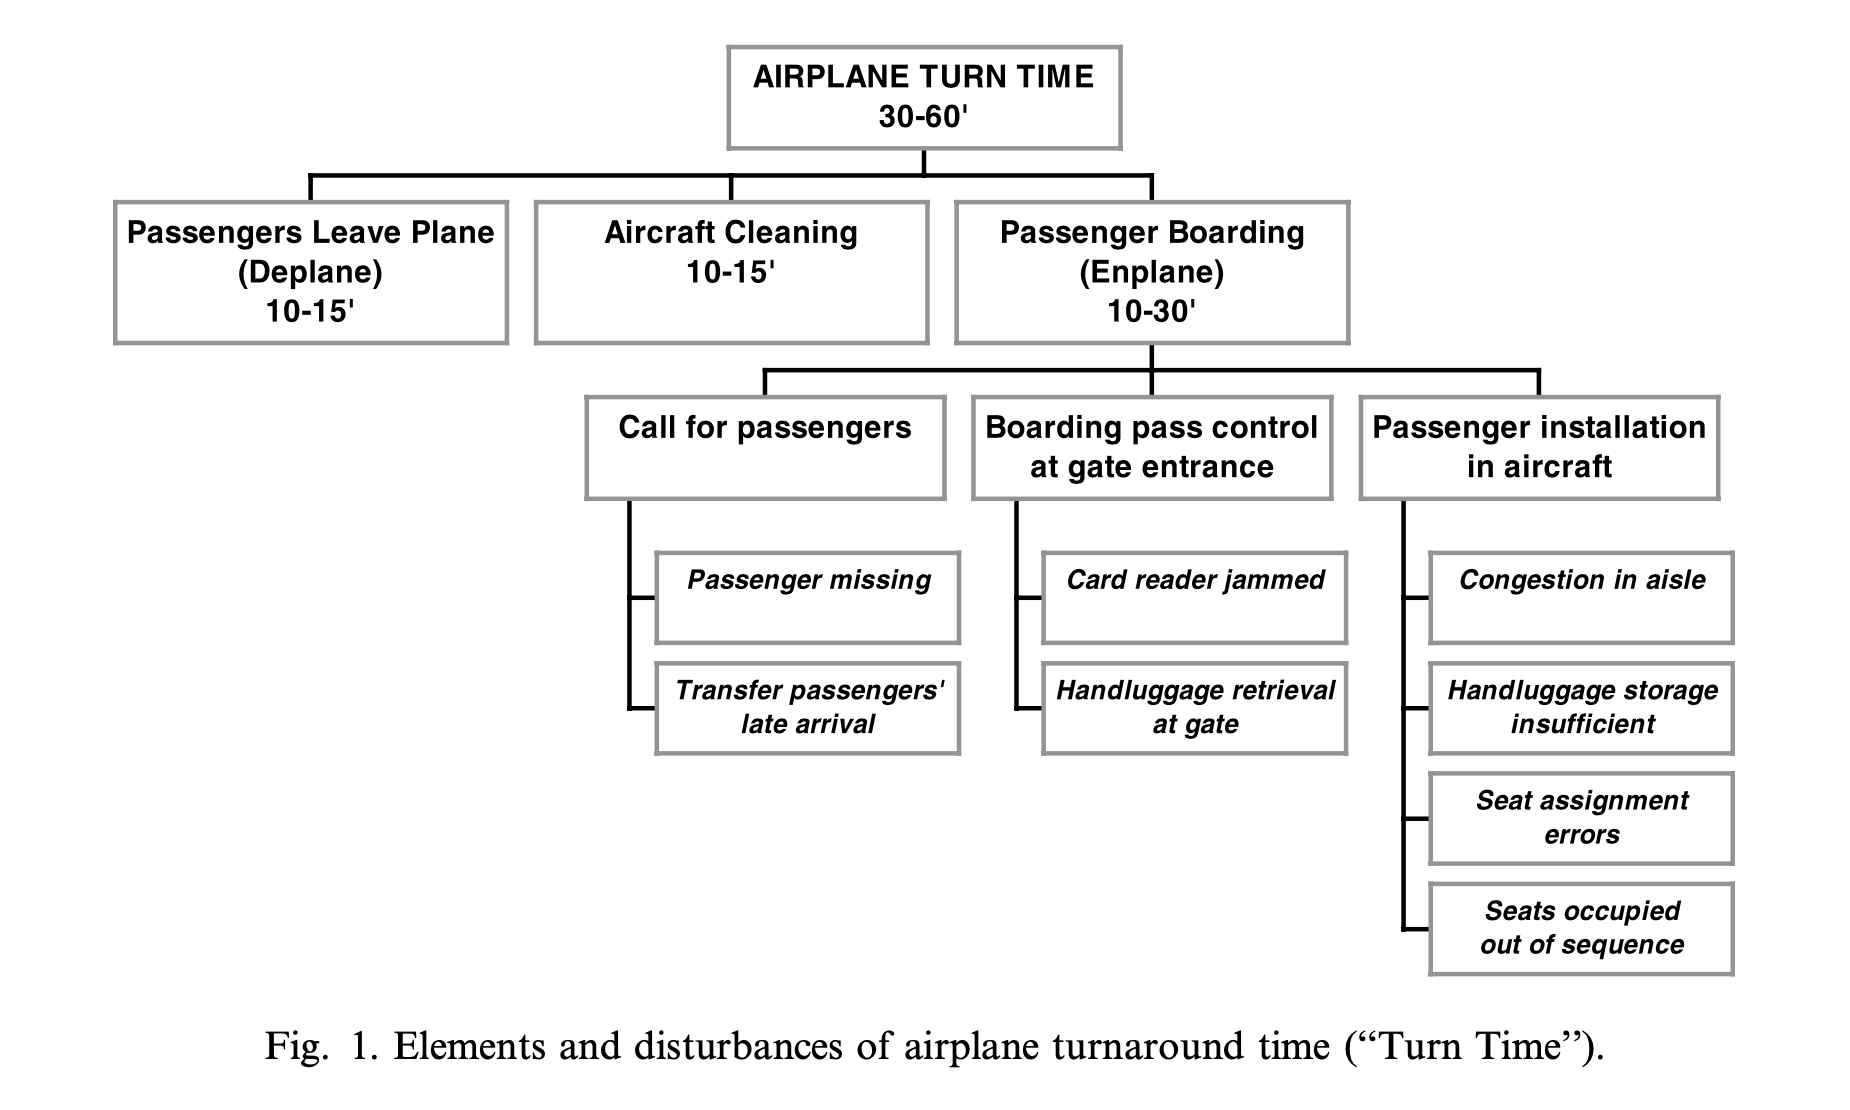 AIRPLANE TURN TIME
30-60'
Passengers Leave Plane
(Deplane)
10-15'
Aircraft Cleaning
10-15'
Passenger Boarding
(Enplane)
10-30'
Call for passengers
Boarding pass control
at gate entrance
Passenger installation
in aircraft
Passenger missing
Transfer passengers'
late arrival
Card reader jammed
Handluggage retrieval
at gate
Congestion in aisle
Handluggage storage
insufficient
Seat assignment
errors
Seats occupied
out of sequence
Fig. 1. Elements and disturbances of airplane turnaround time (“Turn Time”).